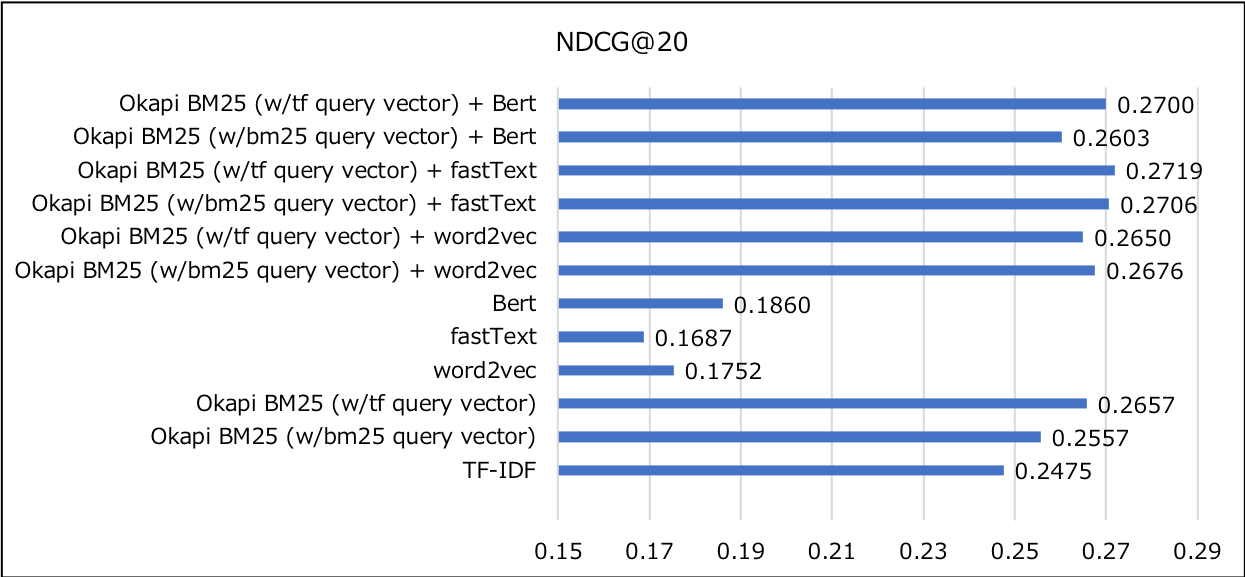 NDCG@20
Okapi BM25 (w/tf query vector) + Bert 0.2700
Okapi BM25 (w/bm25 query vector) + Bert 0.2603
Okapi BM25 (w/tf query vector) + fastText 0.2719
Okapi BM25 (w/bm25 query vector) + fastText 0.2706
Okapi BM25 (w/tf query vector) + word2vec 0.2650
Okapi BM25 (w/bm25 query vector) + word2vec 0.2676
Bert 0.1860
fastText 0.1687
word2vec 0.1752
Okapi BM25 (w/tf query vector) 0.2657
Okapi BM25 (w/bm25 query vector) 0.2557
TF-IDF 0.2475
0.15 0.17 0.19 0.21 0.23 0.25 0.27 0.29